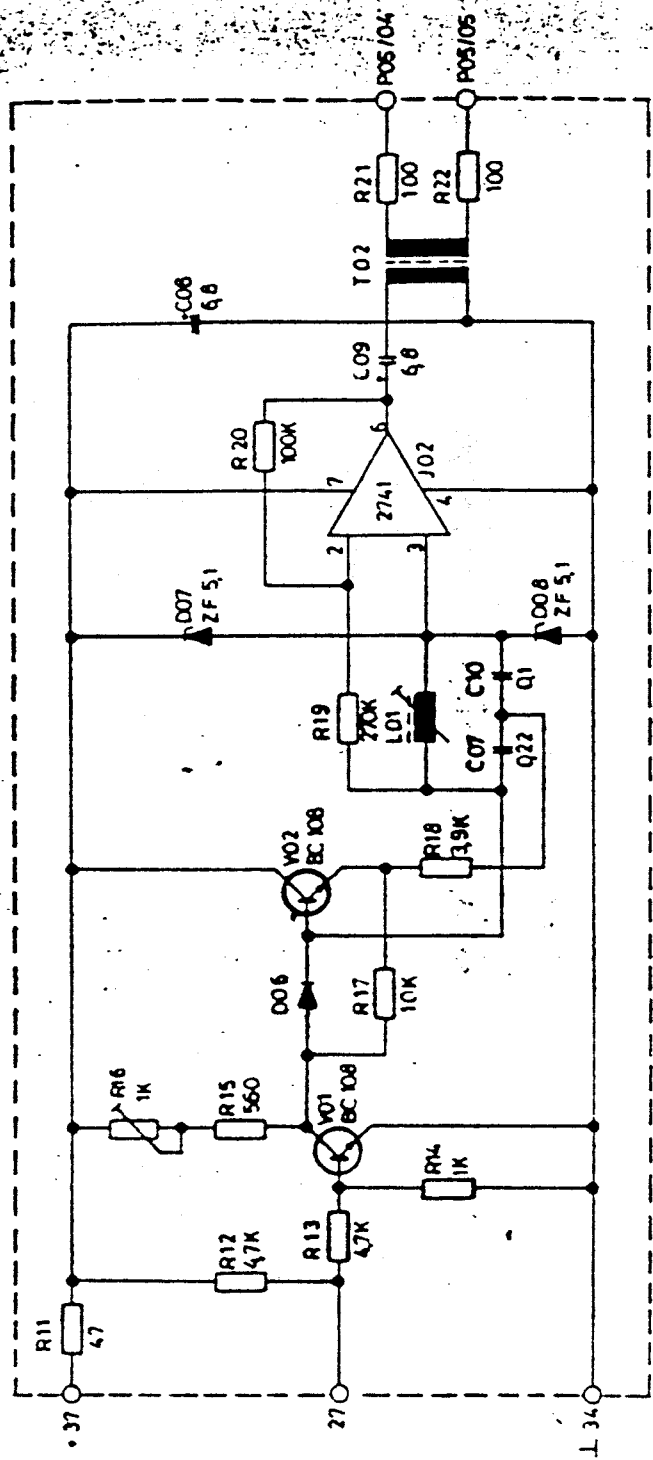 P05/04
P05/05
R21
100
R22
100
T02
C08
6,8
C09
6,8
R20
100K
6
7
2741
J02
4
2
3
D07
ZF 5,1
D08
ZF 5,1
R19
270K
L01
C10
Q1
C07
Q22
V02
BC 108
R18
3,9K
D06
R17
10K
R16
1K
R15
560
V01
BC 108
R14
1K
R13
4,7K
R12
4,7K
R11
47
37
27
34